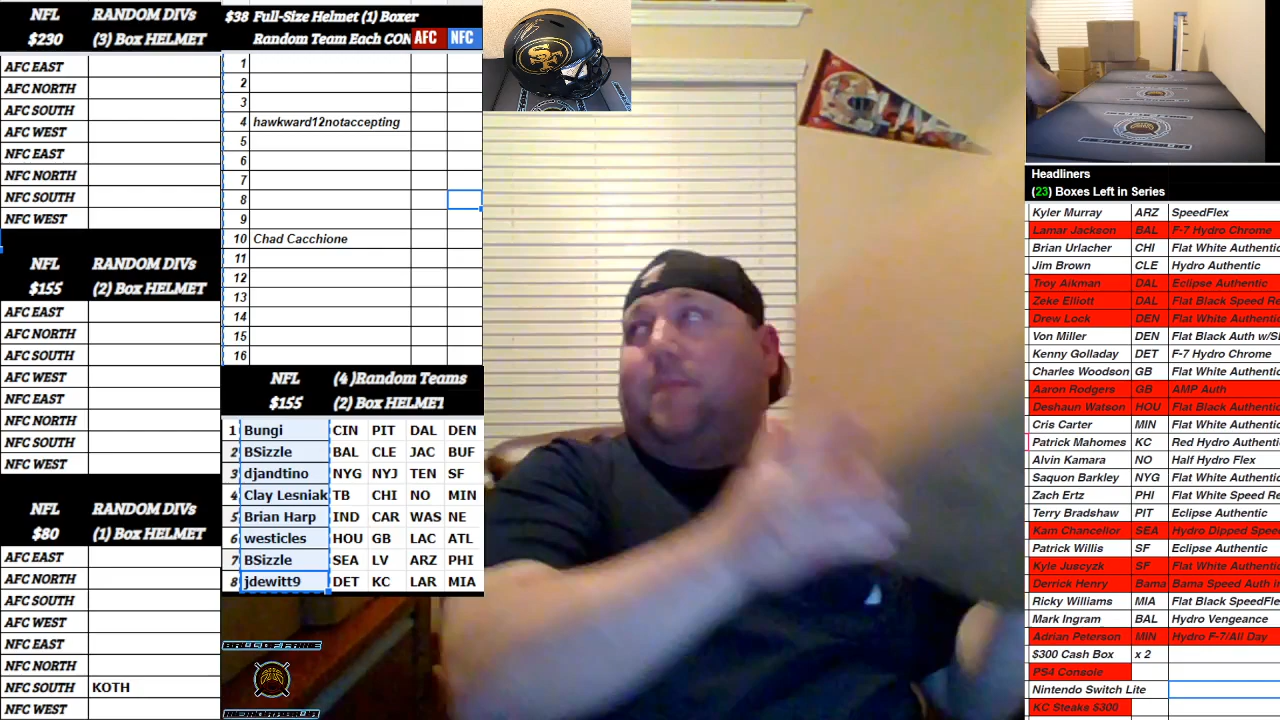 NFL RANDOM DIVs
$230 (3) Box HELMET
AFC EAST
AFC NORTH
AFC SOUTH
AFC WEST
NFC EAST
NFC NORTH
NFC SOUTH
NFC WEST
NFL RANDOM DIVs
$155 (2) Box HELMET
AFC EAST
AFC NORTH
AFC SOUTH
AFC WEST
NFC EAST
NFC NORTH
NFC SOUTH
NFC WEST
NFL RANDOM DIVs
$80 (1) Box HELMET
AFC EAST
AFC NORTH
AFC SOUTH
AFC WEST
NFC EAST
NFC NORTH
NFC SOUTH KOTH
NFC WEST
$38 Full-Size Helmet (1) Boxer
Random Team Each CON AFC NFC
1
2
3
4 hawkward12notaccepting
5
6
7
8
9
10 Chad Cacchione
11
12
13
14
15
16
NFL (4 )Random Teams
$155 (2) Box HELMET
1 Bungi CIN PIT DAL DEN
2 BSizzle BAL CLE JAC BUF
3 djandtino NYG NYJ TEN SF
4 Clay Lesniak TB CHI NO MIN
5 Brian Harp IND CAR WAS NE
6 westicles HOU GB LAC ATL
7 BSizzle SEA LV ARZ PHI
8 jdewitt9 DET KC LAR MIA
BALL OF FAME
MEMORABILIA
Headliners
(23) Boxes Left in Series
Kyler Murray ARZ SpeedFlex
Lamar Jackson BAL F-7 Hydro Chrome
Brian Urlacher CHI Flat White Authentic
Jim Brown CLE Hydro Authentic
Troy Aikman DAL Eclipse Authentic
Zeke Elliott DAL Flat Black Speed Re
Drew Lock DEN Flat White Authentic
Von Miller DEN Flat Black Auth w/S
Kenny Golladay DET F-7 Hydro Chrome
Charles Woodson GB Flat White Authentic
Aaron Rodgers GB AMP Auth
Deshaun Watson HOU Flat Black Authentic
Cris Carter MIN Flat White Authentic
Patrick Mahomes KC Red Hydro Authentic
Alvin Kamara NO Half Hydro Flex
Saquon Barkley NYG Flat White Authentic
Zach Ertz PHI Flat White Speed Re
Terry Bradshaw PIT Eclipse Authentic
Kam Chancellor SEA Hydro Dipped Spee
Patrick Willis SF Eclipse Authentic
Kyle Juscyzk SF Flat White Authentic
Derrick Henry Bama Bama Speed Auth In
Ricky Williams MIA Flat Black SpeedFle
Mark Ingram BAL Hydro Vengeance
Adrian Peterson MIN Hydro F-7/All Day
$300 Cash Box x 2
PS4 Console
Nintendo Switch Lite
KC Steaks $300